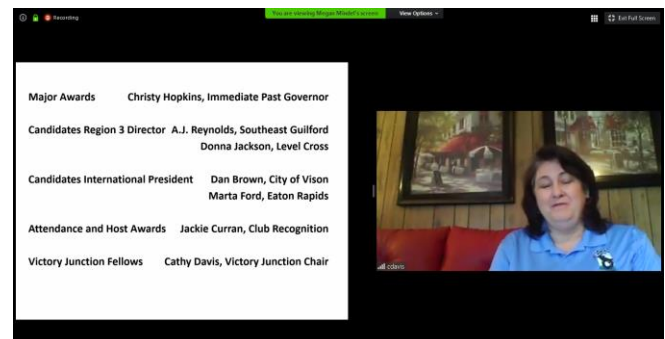 Recording
You are viewing Megan Mindel's screen
View Options
Exit Full Screen
Major Awards Christy Hopkins, Immediate Past Governor
Candidates Region 3 Director A.J. Reynolds, Southeast Guilford
Donna Jackson, Level Cross
Candidates International President Dan Brown, City of Vison
Marta Ford, Eaton Rapids
Attendance and Host Awards Jackie Curran, Club Recognition
Victory Junction Fellows Cathy Davis, Victory Junction Chair
cdavis